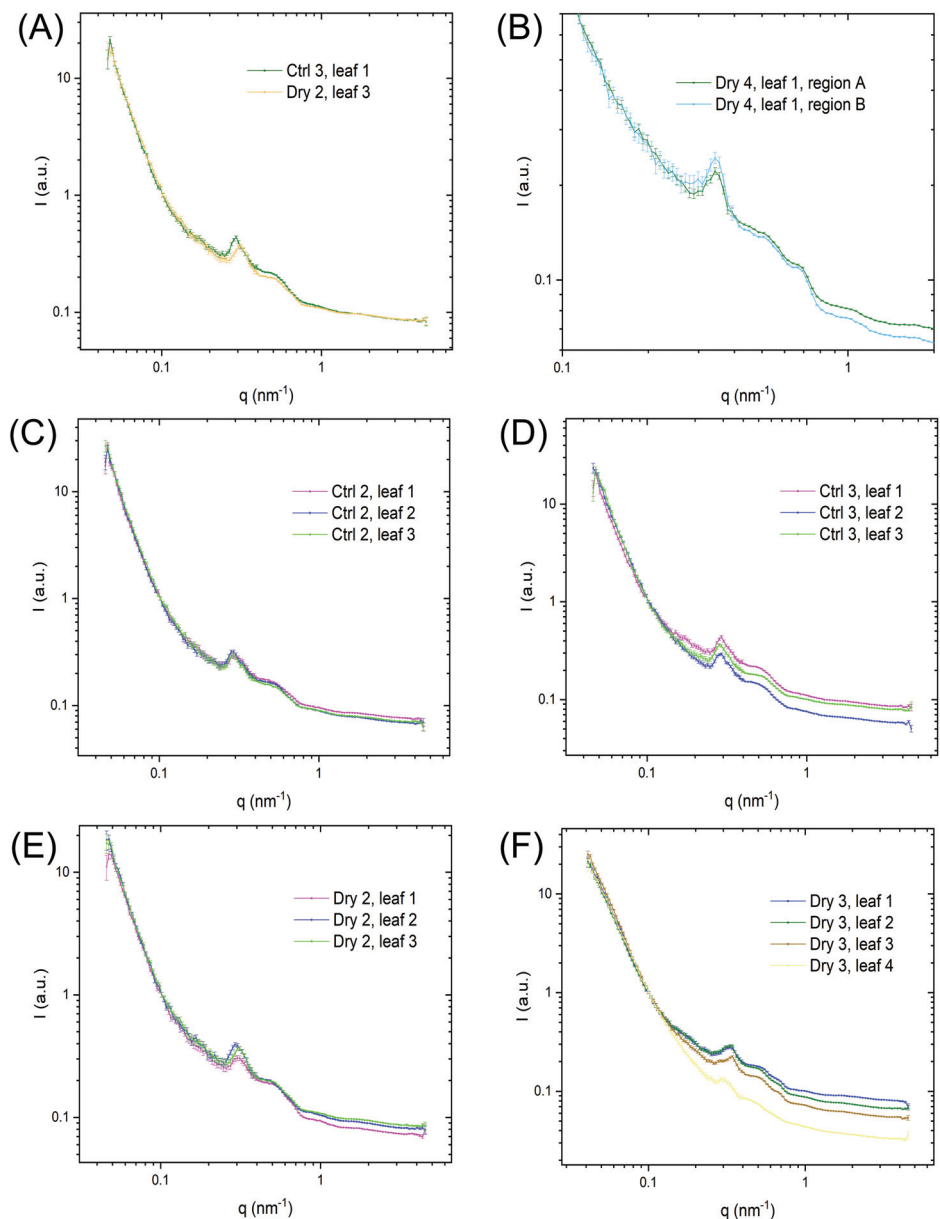 (A)
Ctrl 3, leaf 1
Dry 2, leaf 3
10
1
0.1
I (a.u.)
0.1
1
q (nm⁻¹)
(B)
Dry 4, leaf 1, region A
Dry 4, leaf 1, region B
0.1
I (a.u.)
0.1
1
q (nm⁻¹)
(C)
Ctrl 2, leaf 1
Ctrl 2, leaf 2
Ctrl 2, leaf 3
10
1
0.1
I (a.u.)
0.1
1
q (nm⁻¹)
(D)
Ctrl 3, leaf 1
Ctrl 3, leaf 2
Ctrl 3, leaf 3
10
1
0.1
I (a.u.)
0.1
1
q (nm⁻¹)
(E)
Dry 2, leaf 1
Dry 2, leaf 2
Dry 2, leaf 3
10
1
0.1
I (a.u.)
0.1
1
q (nm⁻¹)
(F)
Dry 3, leaf 1
Dry 3, leaf 2
Dry 3, leaf 3
Dry 3, leaf 4
10
1
0.1
0.01
I (a.u.)
0.1
1
q (nm⁻¹)